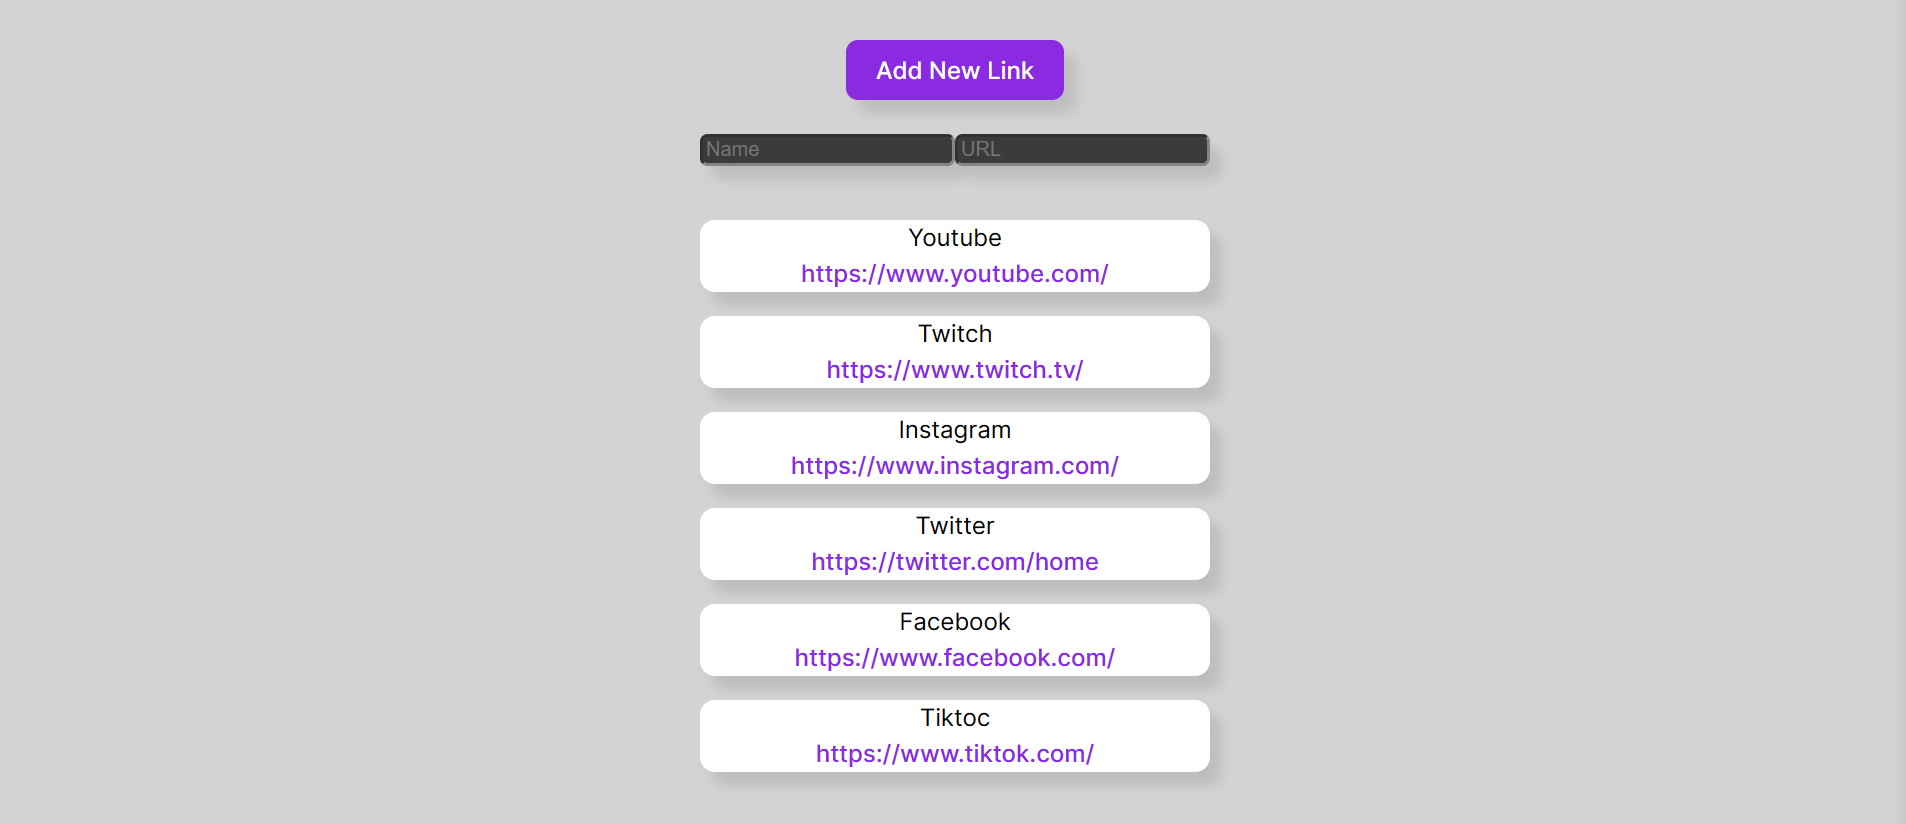 Add New Link
Name URL
Youtube
https://www.youtube.com/
Twitch
https://www.twitch.tv/
Instagram
https://www.instagram.com/
Twitter
https://twitter.com/home
Facebook
https://www.facebook.com/
Tiktoc
https://www.tiktok.com/